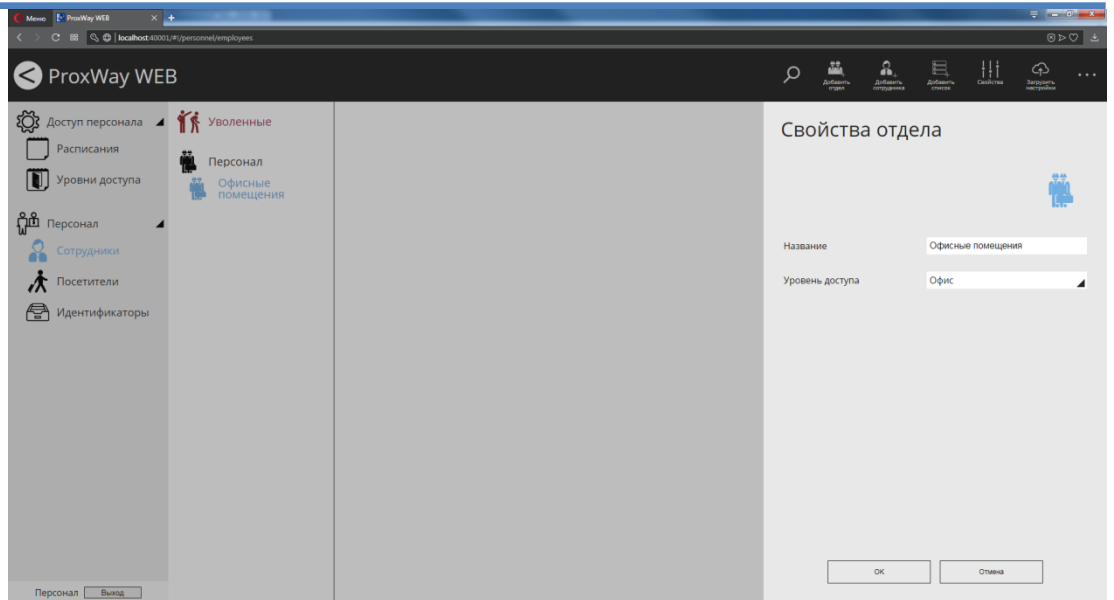 Меню
ProxWay WEB
localhost:40001/#!/personnel/employees
ProxWay WEB
Добавить отдел
Добавить сотрудника
Добавить список
Свойства
Загрузить настройки
Доступ персонала
Расписания
Уровни доступа
Персонал
Сотрудники
Посетители
Идентификаторы
Персонал
Выход
Уволенные
Персонал
Офисные
помещения
Свойства отдела
Название
Офисные помещения
Уровень доступа
Офис
ОК
Отмена